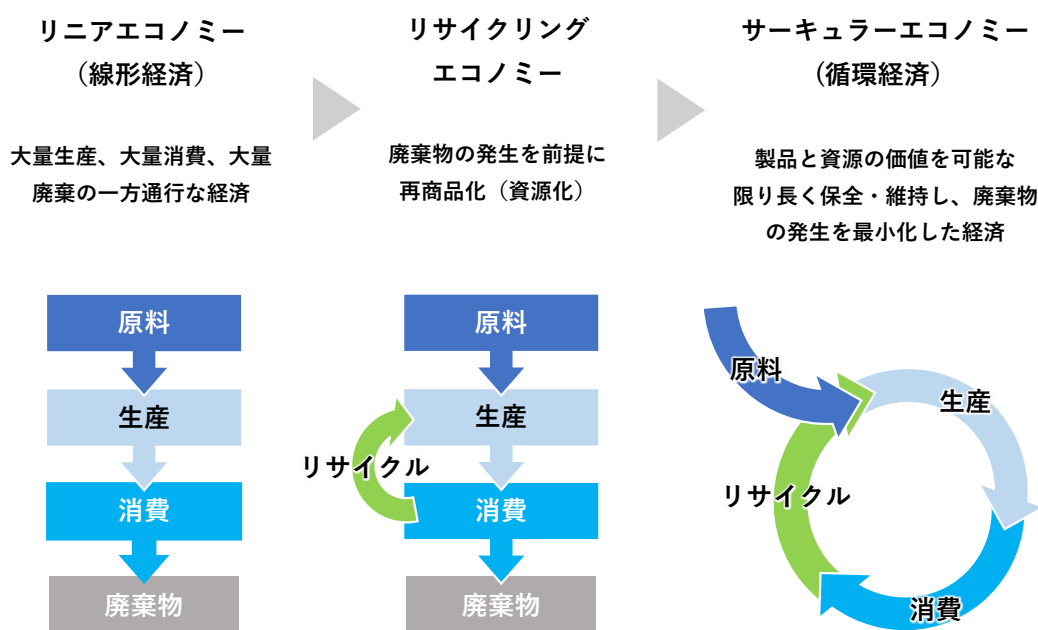 リニアエコノミー
（線形経済）
大量生産、大量消費、大量
廃棄の一方通行な経済
原料
生産
消費
廃棄物
リサイクリング
エコノミー
廃棄物の発生を前提に
再商品化（資源化）
原料
生産
リサイクル
消費
廃棄物
サーキュラーエコノミー
(循環経済）
製品と資源の価値を可能な
限り長く保全・維持し、廃棄物
の発生を最小化した経済
原料
生産
リサイクル
消費